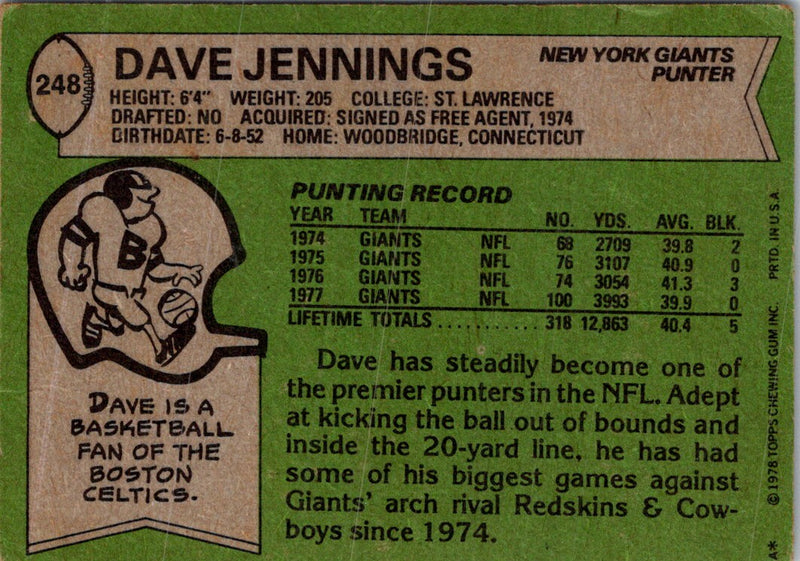 248
DAVE JENNINGS
NEW YORK GIANTS
PUNTER
HEIGHT: 6'4" WEIGHT: 205 COLLEGE: ST. LAWRENCE
DRAFTED: NO ACQUIRED: SIGNED AS FREE AGENT, 1974
BIRTHDATE: 6-8-52 HOME: WOODBRIDGE, CONNECTICUT
B
DAVE IS A
BASKETBALL
FAN OF THE
BOSTON
CELTICS.
PUNTING RECORD
YEAR TEAM NO. YDS. AVG. BLK.
1974 GIANTS NFL 68 2709 39.8 2
1975 GIANTS NFL 76 3107 40.9 0
1976 GIANTS NFL 74 3054 41.3 3
1977 GIANTS NFL 100 3993 39.9 0
LIFETIME TOTALS........... 318 12,863 40.4 5
Dave has steadily become one of
the premier punters in the NFL. Adept
at kicking the ball out of bounds and
inside the 20-yard line, he has had
some of his biggest games against
Giants' arch rival Redskins & Cow-
boys since 1974.
A* © 1978 TOPPS CHEWING GUM INC. PRTD. IN U.S.A.